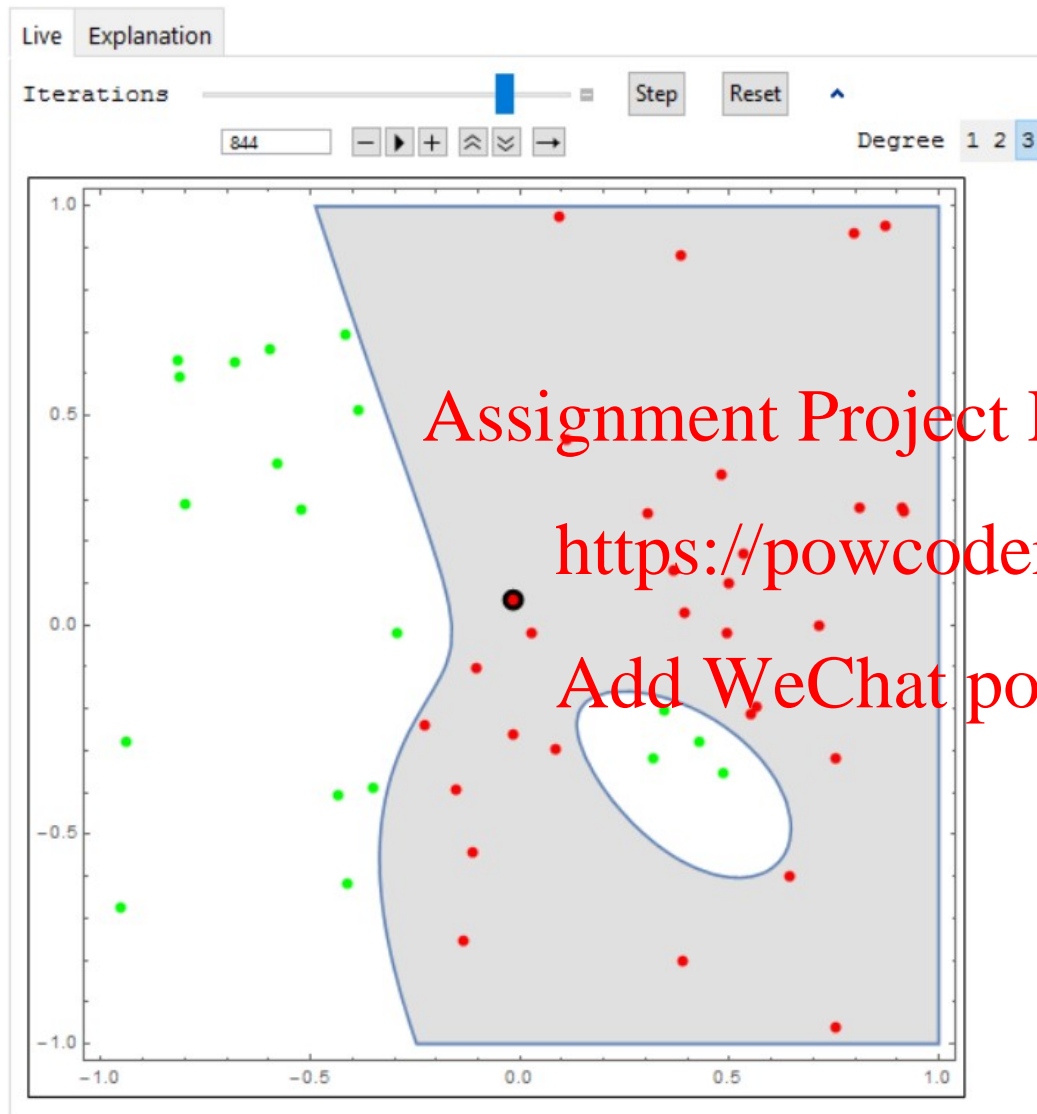 Live Explanation
Iterations Step Reset
844 Degree 1 2 3
1.0
0.5
Assignment Project
https://powcoder
0.0
Add WeChat po
-0.5
-1.0
-1.0 -0.5 0.0 0.5 1.0